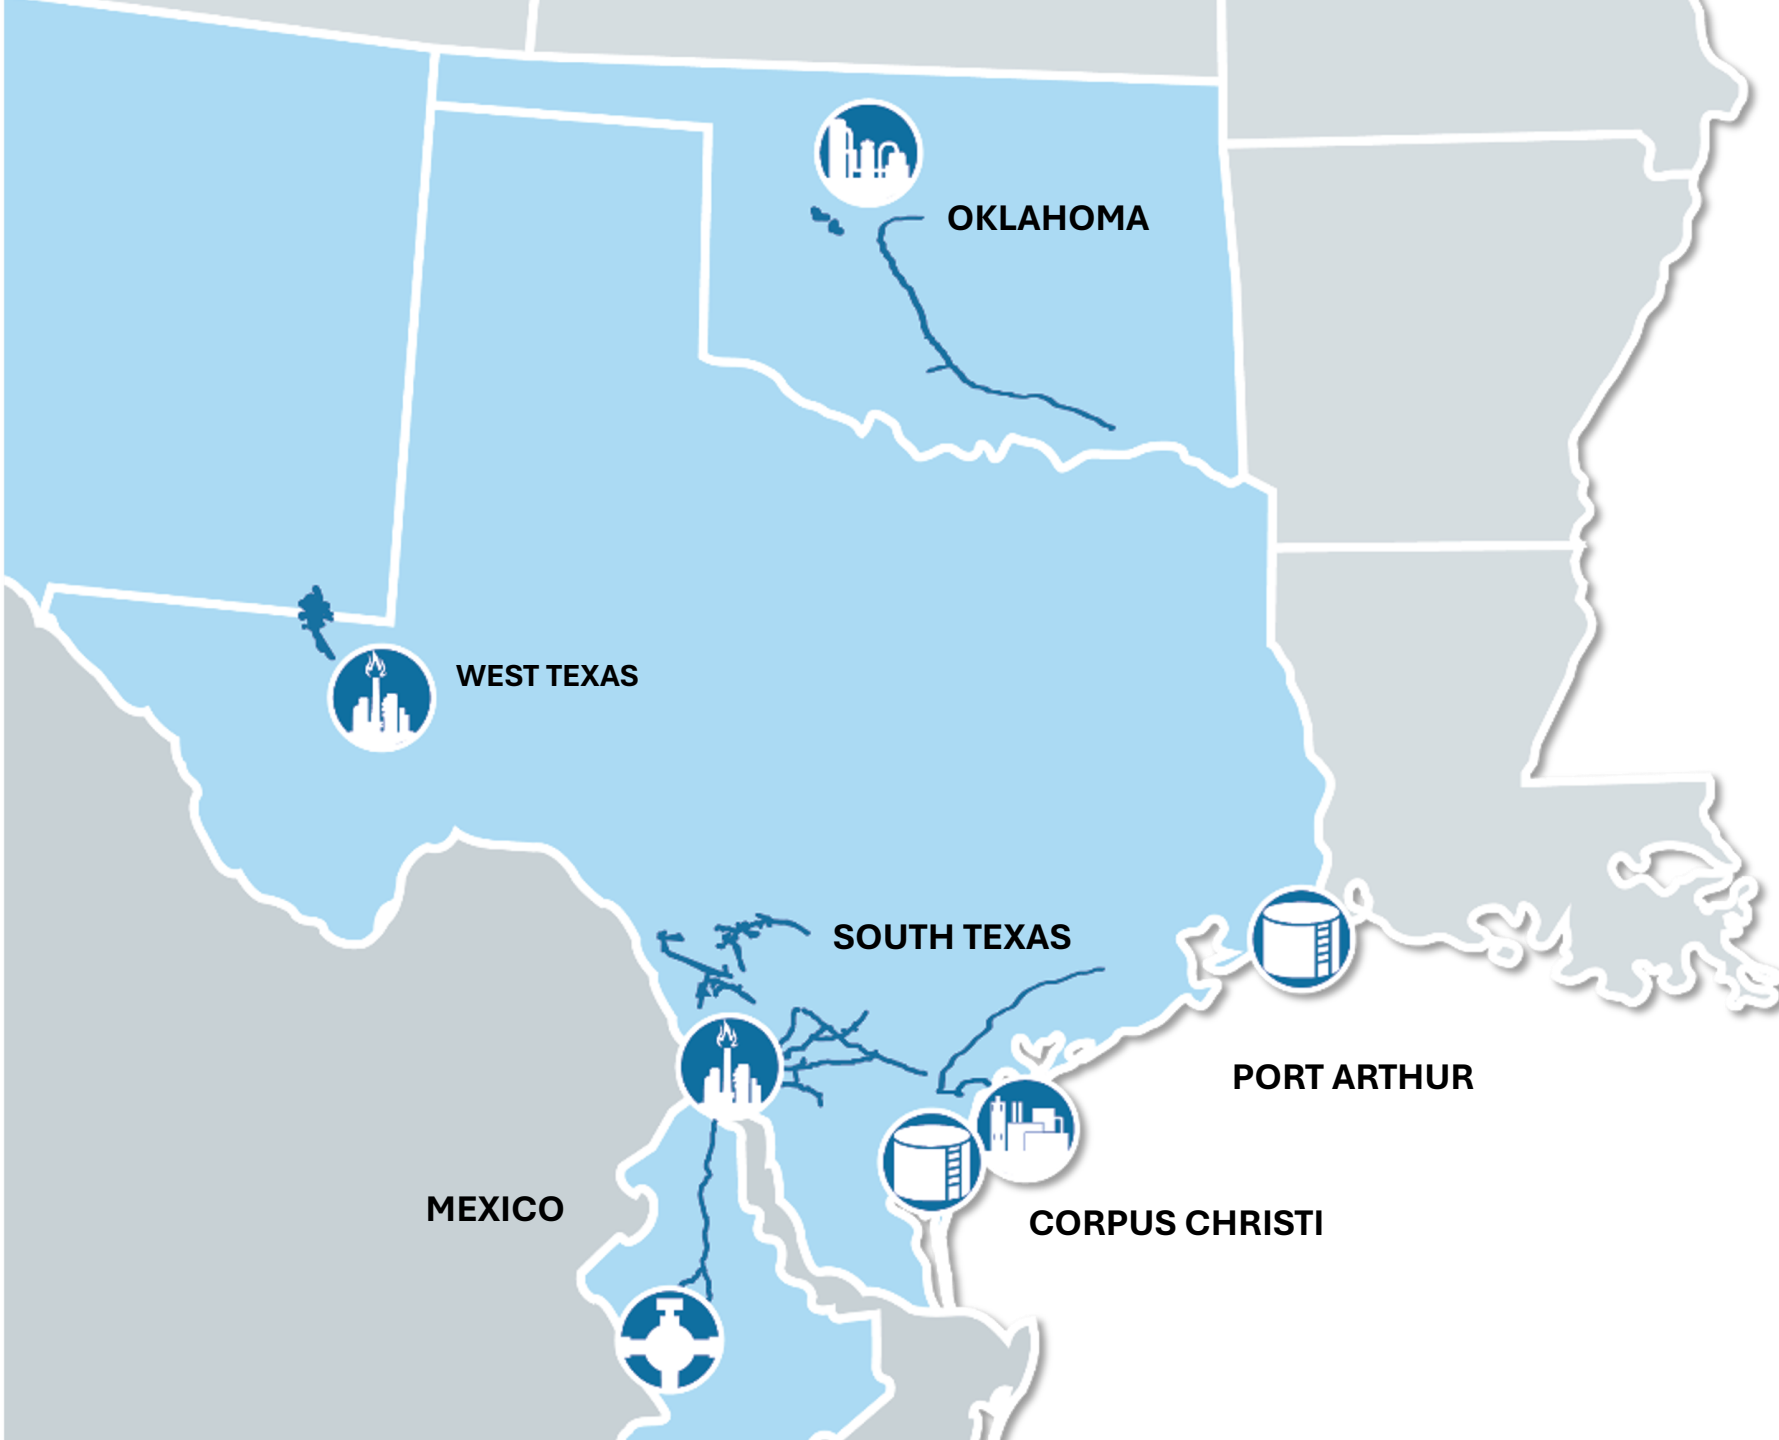 OKLAHOMA
WEST TEXAS
SOUTH TEXAS
PORT ARTHUR
MEXICO
CORPUS CHRISTI